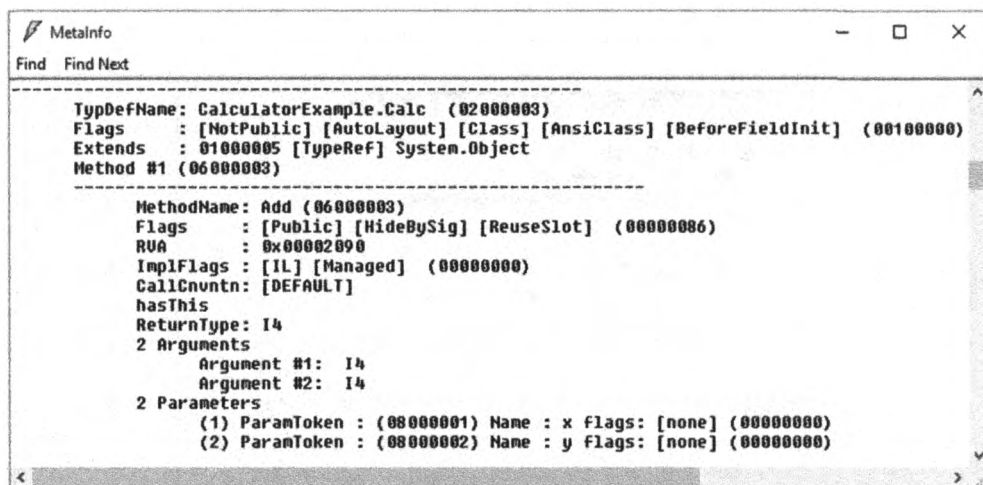 MetaInfo
Find Find Next
TypDefName: CalculatorExample.Calc (02000003)
Flags : [NotPublic] [AutoLayout] [Class] [AnsiClass] [BeforeFieldInit] (00100000)
Extends : 01000005 [TypeRef] System.Object
Method #1 (06000003)
MethodName: Add (06000003)
Flags : [Public] [HideBySig] [ReuseSlot] (00000086)
RVA : 0x00002090
ImplFlags : [IL] [Managed] (00000000)
CallCnvntn: [DEFAULT]
hasThis
ReturnType: I4
2 Arguments
Argument #1: I4
Argument #2: I4
2 Parameters
(1) ParamToken : (08000001) Name : x flags: [none] (00000000)
(2) ParamToken : (08000002) Name : y flags: [none] (00000000)